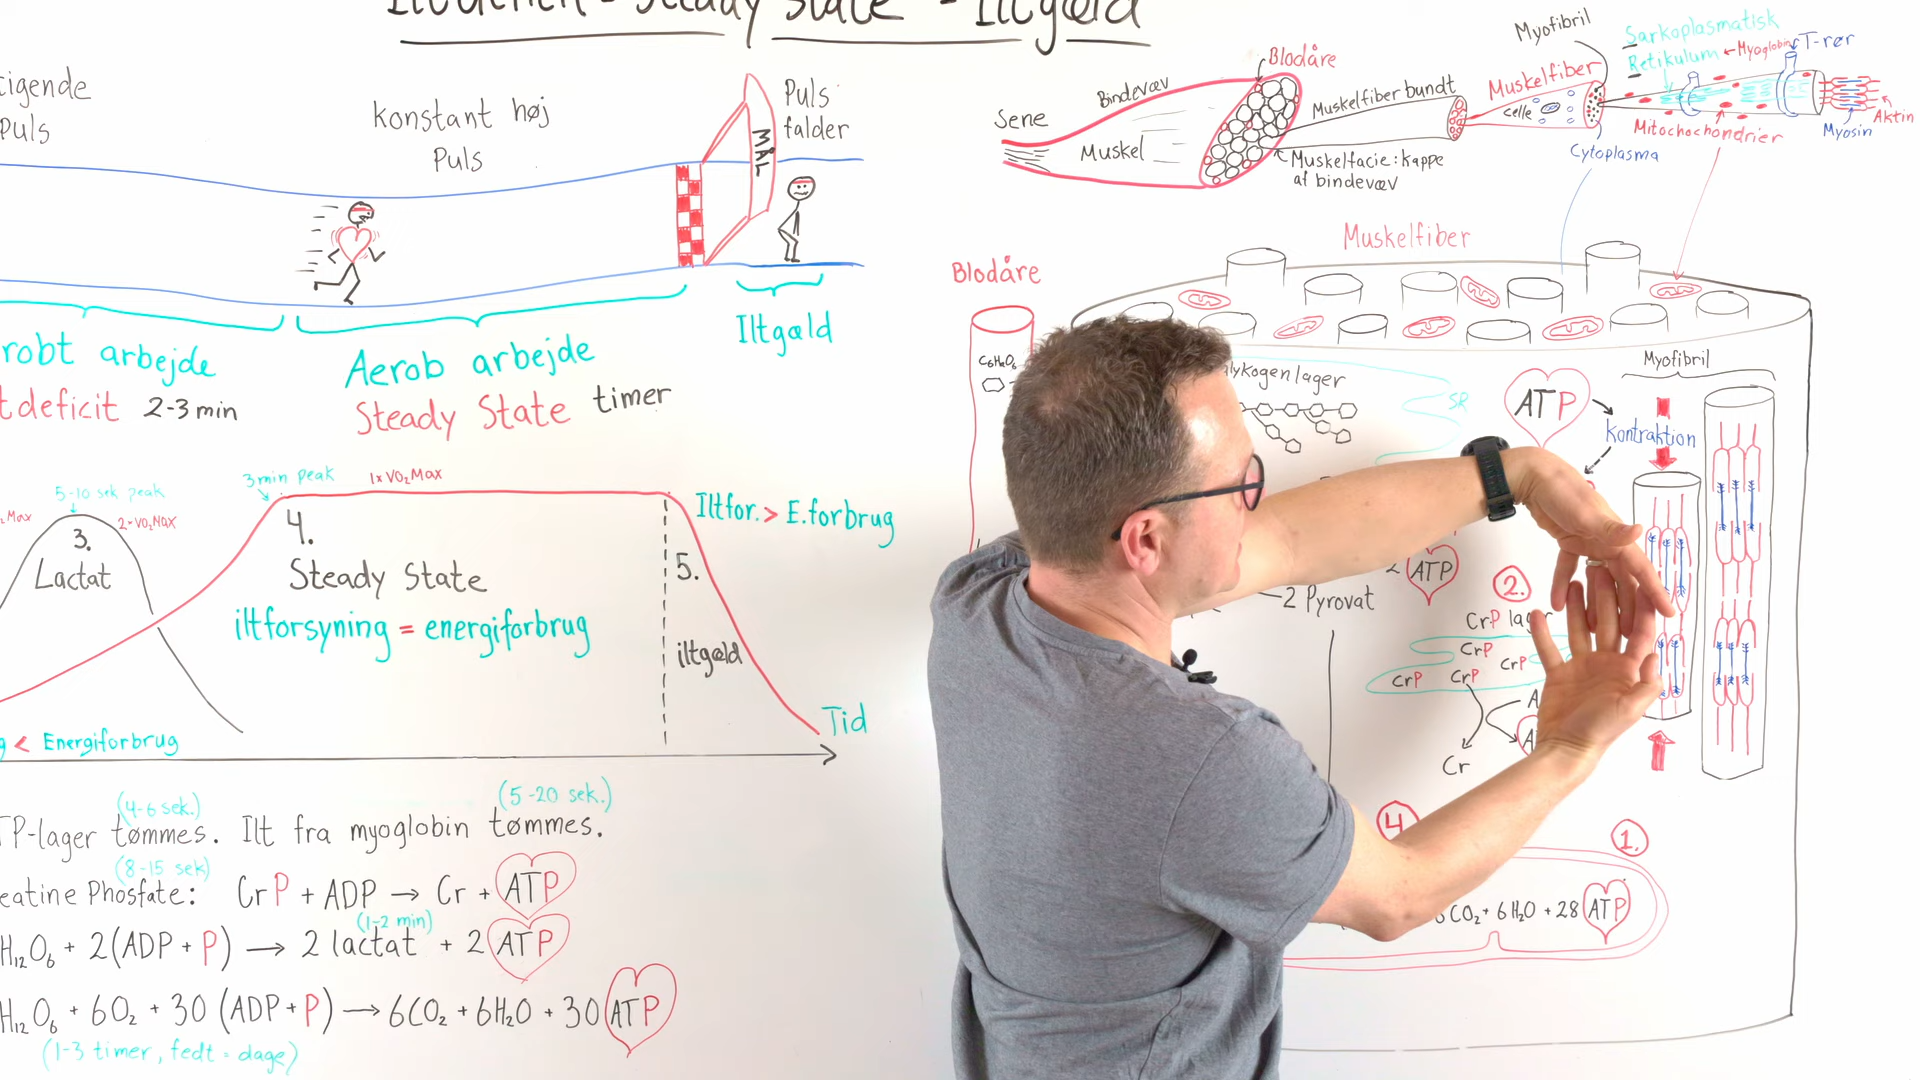 - Steady State - Iltgæld
igende
Puls
konstant høj
Puls
MÅL
Puls
falder
robt arbejde
deficit 2-3 min
Aerob arbejde
Steady State timer
Iltgæld
5-10 sek peak
2×VO₂MAX
3.
Lactat
3 min peak
1x VO₂MAX
4.
Steady State
iltforsyning = energiforbrug
Iltfor. > E.forbrug
5.
iltgæld
Tid
< Energiforbrug
(4-6 sek.)
(5-20 sek.)
TP-lager tømmes. Ilt fra myoglobin tømmes.
(8-15 sek)
eatine Phosfate: CrP + ADP → Cr + ATP
(1-2 min)
H₁₂O₆ + 2(ADP + P) → 2 lactat + 2 ATP
H₁₂O₆ + 6O₂ + 30 (ADP+P) → 6CO₂ + 6H₂O + 30 ATP
(1-3 timer, fedt = dage)
Sene
Bindevæv
Muskel
Blodåre
Muskelfiber bundt
Muskelfacie: kappe
af bindevæv
Muskelfiber
celle
Myofibril
Cytoplasma
Sarkoplasmatisk
Retikulum ← Myoglobin
T-rør
Mitochochondrier
Myosin
Aktin
Muskelfiber
Blodåre
C₆H₁₂O₆
lykogenlager
SR
ATP
Kontraktion
Myofibril
ATP
2 Pyrovat
2.
CrP lager
CrP
CrP
CrP
CrP
Cr
4
1.
6CO₂ + 6H₂O + 28 ATP